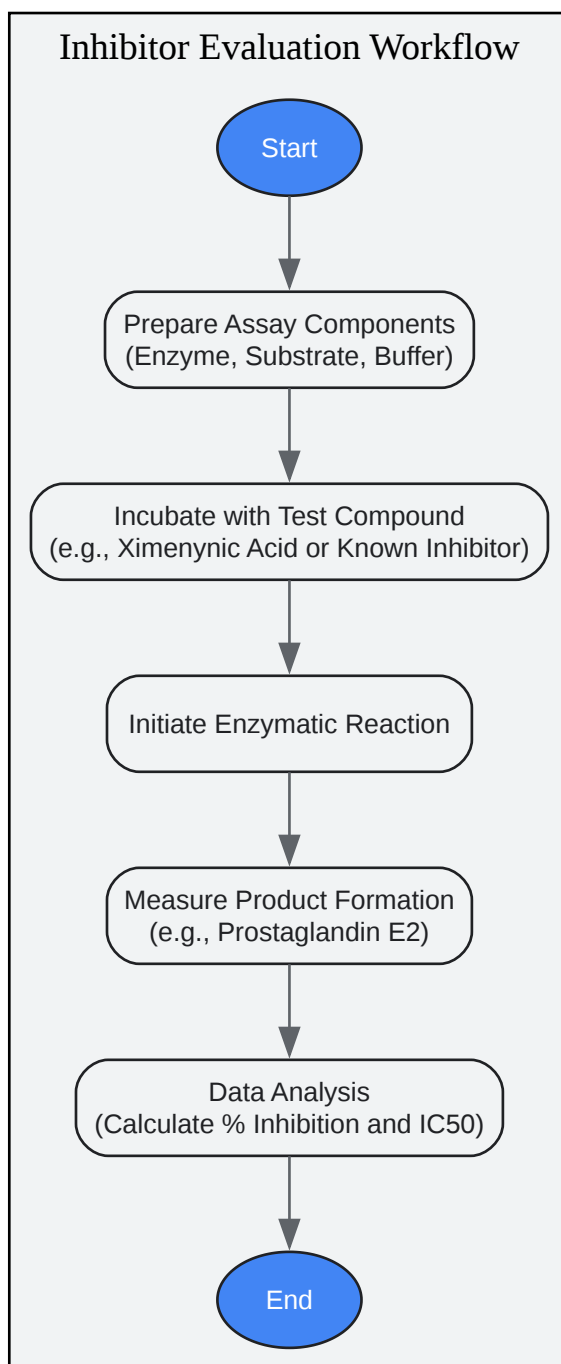 Inhibitor Evaluation Workflow
Start
Prepare Assay Components
(Enzyme, Substrate, Buffer)
Incubate with Test Compound
(e.g., Ximenynic Acid or Known Inhibitor)
Initiate Enzymatic Reaction
Measure Product Formation
(e.g., Prostaglandin E2)
Data Analysis
(Calculate % Inhibition and IC50)
End